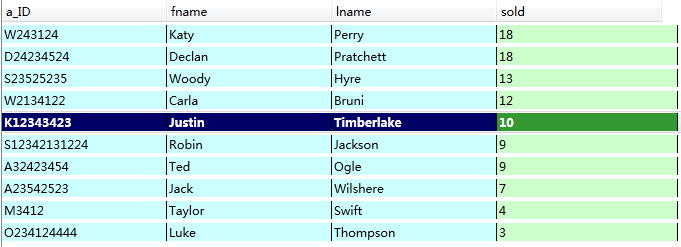 a_ID fname lname sold
W243124 Katy Perry 18
D24234524 Declan Pratchett 18
S23525235 Woody Hyre 13
W2134122 Carla Bruni 12
K12343423 Justin Timberlake 10
S12342131224 Robin Jackson 9
A32423454 Ted Ogle 9
A23542523 Jack Wilshere 7
M3412 Taylor Swift 4
O234124444 Luke Thompson 3